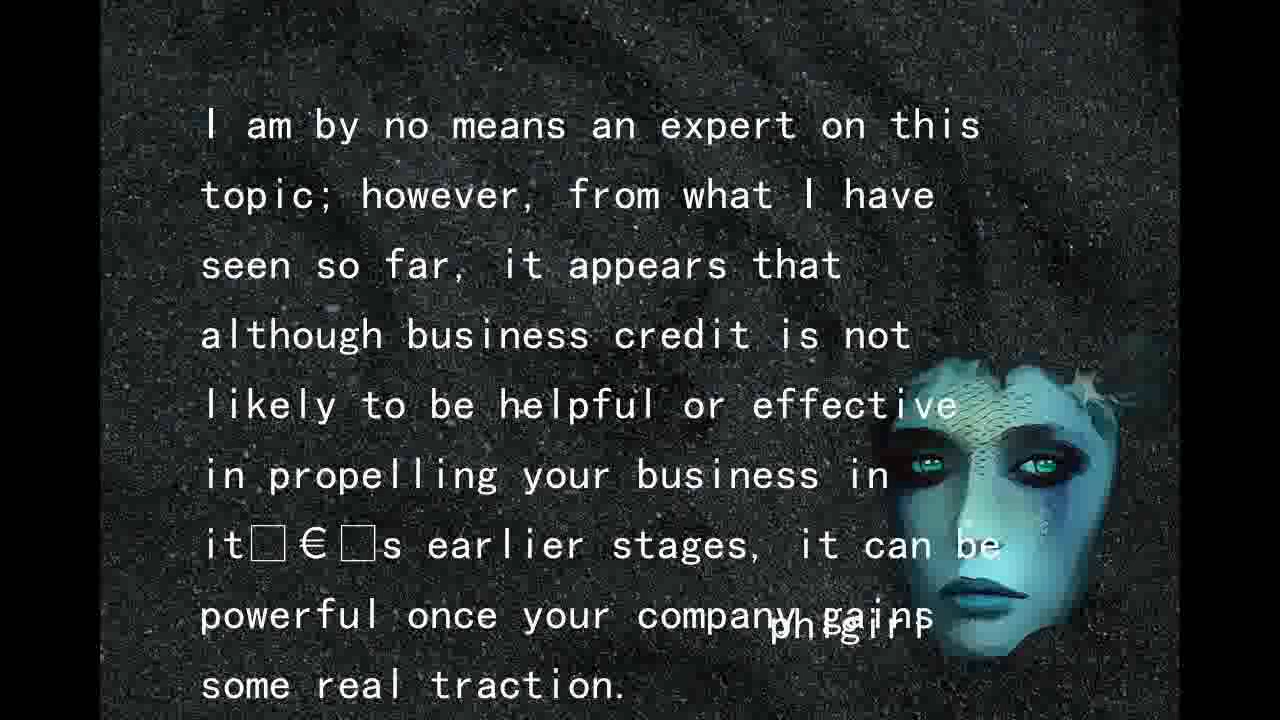 I am by no means an expert on this
topic; however, from what I have
seen so far, it appears that
although business credit is not
likely to be helpful or effective
in propelling your business in
it□€□s earlier stages, it can be
powerful once your company gains
some real traction.
phigirl